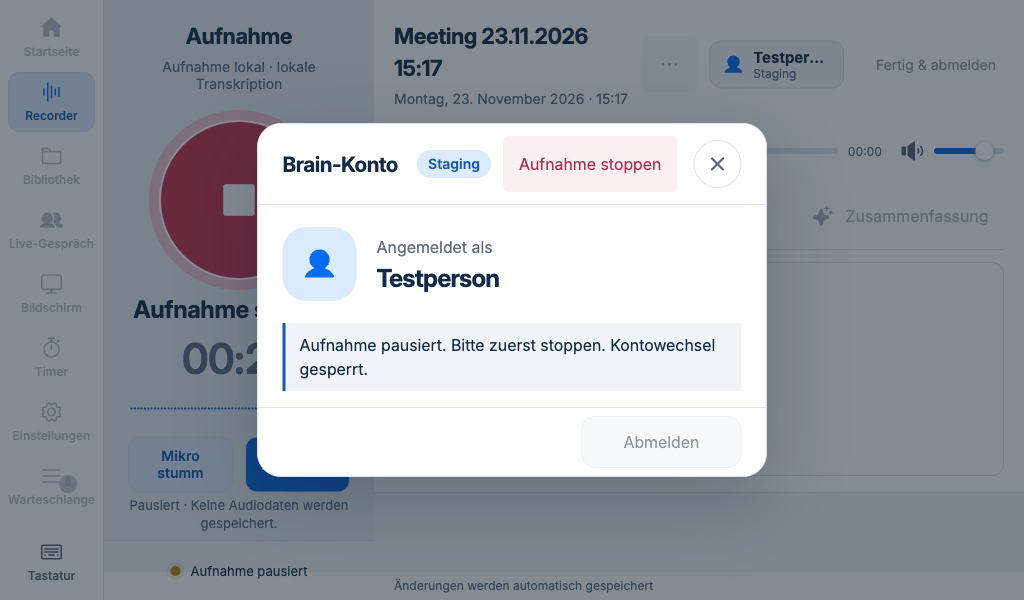 Startseite
Recorder
Bibliothek
Live-Gespräch
Bildschirm
Timer
Einstellungen
Warteschlange
Tastatur
Aufnahme
Aufnahme lokal · lokale
Transkription
Aufnahme
00:2
Mikro
stumm
Pausiert · Keine Audiodaten werden
gespeichert.
Aufnahme pausiert
Meeting 23.11.2026
15:17
Montag, 23. November 2026 · 15:17
...
Testper...
Staging
Fertig & abmelden
00:00
Zusammenfassung
Änderungen werden automatisch gespeichert
Brain-Konto
Staging
Aufnahme stoppen
Angemeldet als
Testperson
Aufnahme pausiert. Bitte zuerst stoppen. Kontowechsel
gesperrt.
Abmelden